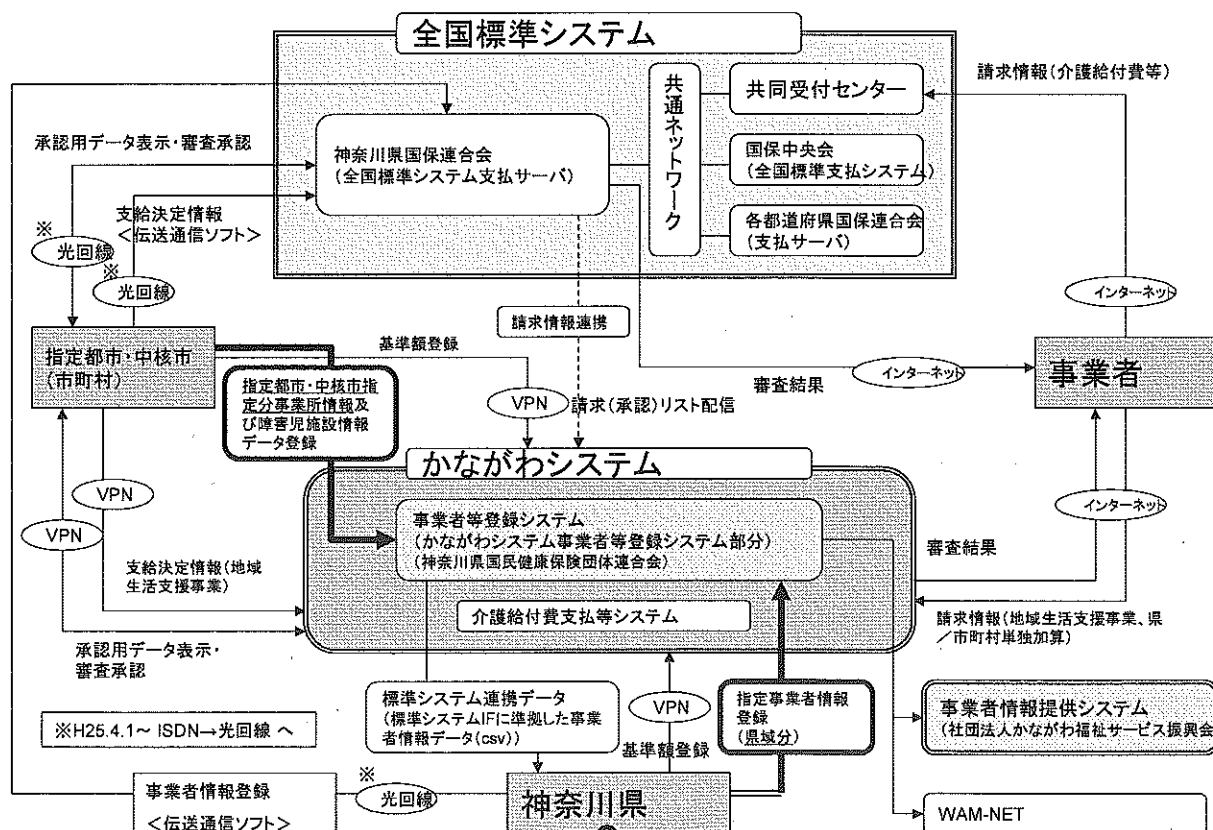 全国標準システム
請求情報(介護給付費等)
共同受付センター
共通ネットワーク
承認用データ表示・審査承認
神奈川県国保連合会
(全国標準システム支払サーバ)
国保中央会
(全国標準支払システム)
支給決定情報
<伝送通信ソフト>
各都道府県国保連合会
(支払サーバ)
※
光回線
※
光回線
インターネット
請求情報連携
指定都市・中核市
(市町村)
基準額登録
事業者
インターネット
審査結果
指定都市・中核市指
定分事業所情報及
び障害児施設情報
データ登録
VPN
請求(承認)リスト配信
かながわシステム
VPN
インターネット
事業者等登録システム
(かながわシステム事業者等登録システム部分)
(神奈川県国民健康保険団体連合会)
VPN
審査結果
支給決定情報(地域
生活支援事業)
介護給付費支払等システム
請求情報(地域生活支援事業、県
/市町村単独加算)
承認用データ表示・
審査承認
標準システム連携データ
(標準システムIFに準拠した事業
者情報データ(csv))
VPN
指定事業者情報
登録
(県域分)
事業者情報提供システム
(社団法人かながわ福祉サービス振興会
※H25.4.1~ ISDN→光回線 へ
基準額登録
事業者情報登録
<伝送通信ソフト>
※
光回線
神奈川県
WAM-NET